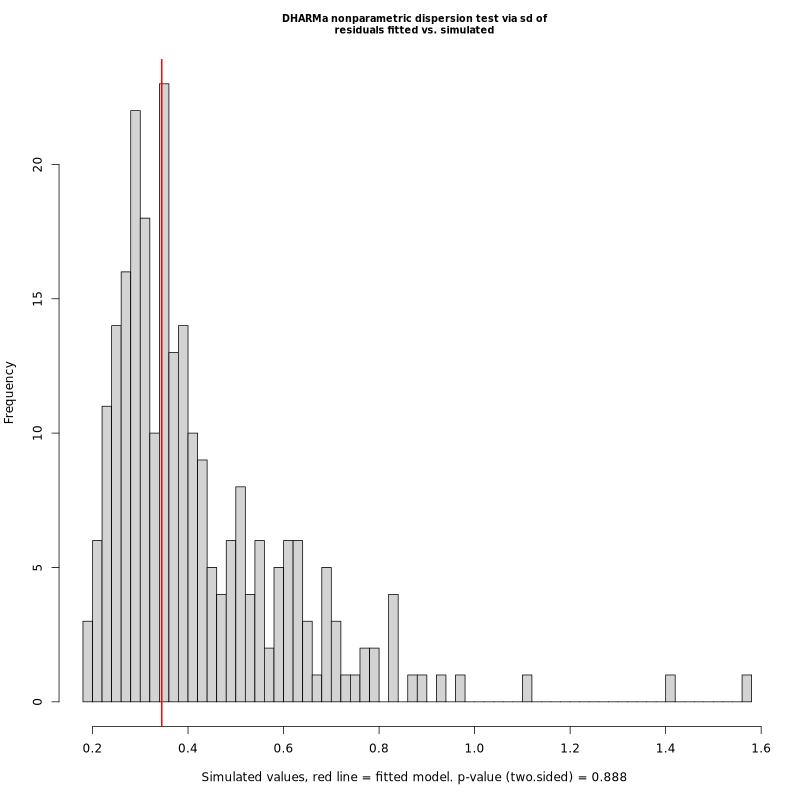 DHARMa nonparametric dispersion test via sd of
residuals fitted vs. simulated
Frequency
20
15
10
5
0
0.2 0.4 0.6 0.8 1.0 1.2 1.4 1.6
Simulated values, red line = fitted model. p-value (two.sided) = 0.888